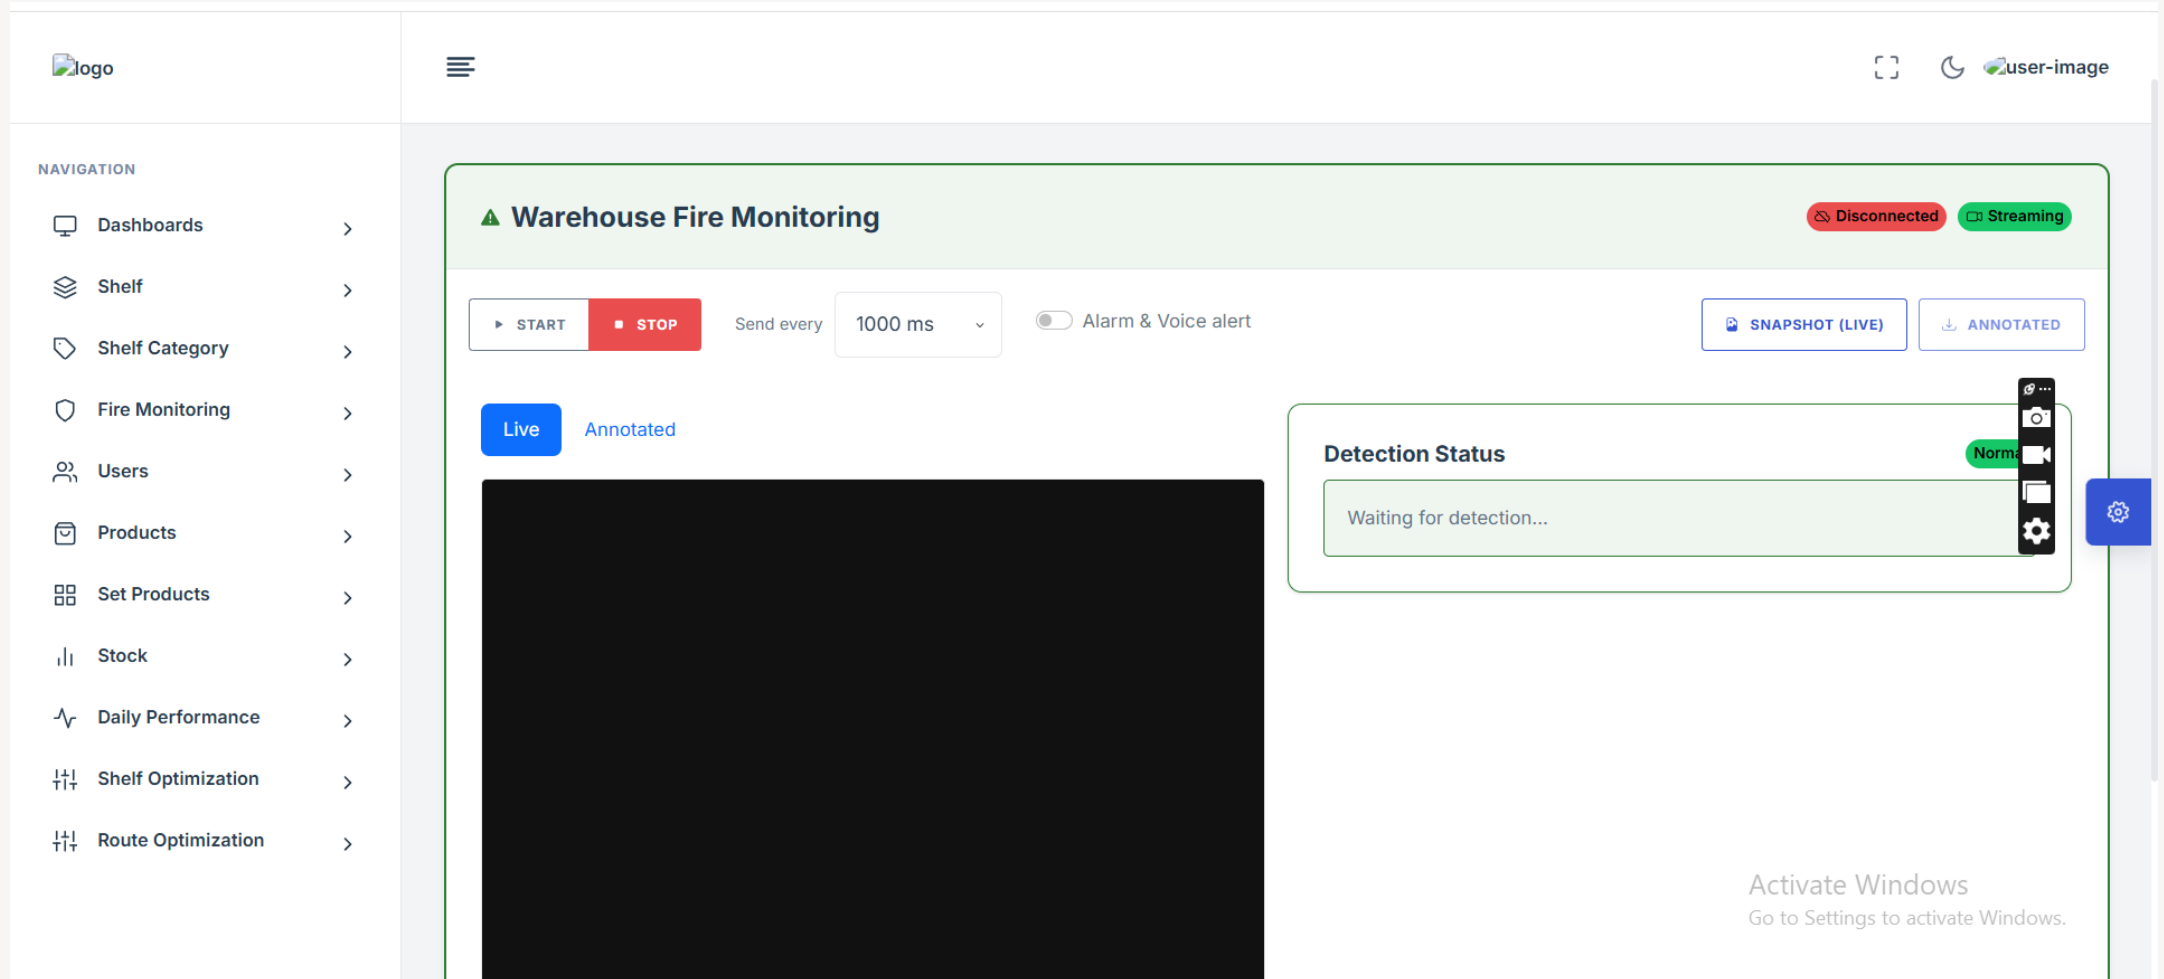 logo
user-image
NAVIGATION
Dashboards
Shelf
Shelf Category
Fire Monitoring
Users
Products
Set Products
Stock
Daily Performance
Shelf Optimization
Route Optimization
Warehouse Fire Monitoring
Disconnected
Streaming
START
STOP
Send every
1000 ms
Alarm & Voice alert
SNAPSHOT (LIVE)
ANNOTATED
Live
Annotated
Detection Status
Norma
Waiting for detection...
Activate Windows
Go to Settings to activate Windows.